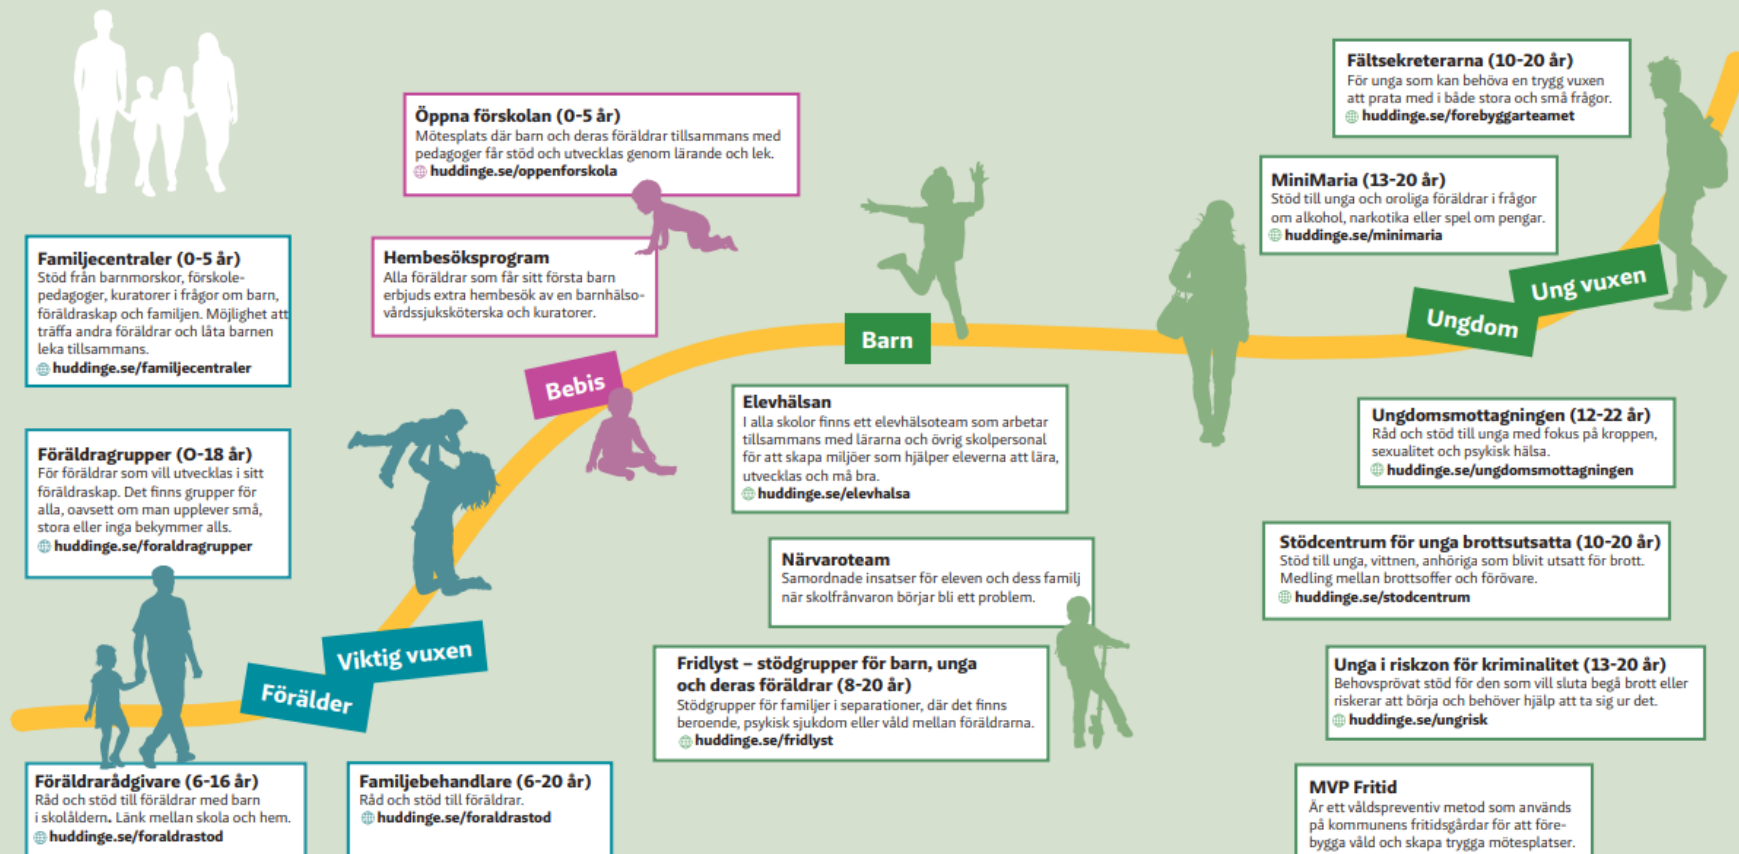 Familjecentraler (0-5 år)
Stöd från barnmorskor, förskole-
pedagoger, kuratorer i frågor om barn,
föräldraskap och familjen. Möjlighet att
träffa andra föräldrar och låta barnen
leka tillsammans.
huddinge.se/familjecentraler
Föräldragrupper (O-18 år)
För föräldrar som vill utvecklas i sitt
föräldraskap. Det finns grupper för
alla, oavsett om man upplever små,
stora eller inga bekymmer alls.
huddinge.se/foraldragrupper
Förälder
Viktig vuxen
Föräldrarådgivare (6-16 år)
Råd och stöd till föräldrar med barn
i skolåldern. Länk mellan skola och hem.
huddinge.se/foraldrastod
Familjebehandlare (6-20 år)
Råd och stöd till föräldrar.
huddinge.se/foraldrastod
Öppna förskolan (0-5 år)
Mötesplats där barn och deras föräldrar tillsammans med
pedagoger får stöd och utvecklas genom lärande och lek.
huddinge.se/oppenforskola
Hembesöksprogram
Alla föräldrar som får sitt första barn
erbjuds extra hembesök av en barnhälso-
vårdssjuksköterska och kuratorer.
Bebis
Barn
Elevhälsan
I alla skolor finns ett elevhälsoteam som arbetar
tillsammans med lärarna och övrig skolpersonal
för att skapa miljöer som hjälper eleverna att lära,
utvecklas och må bra.
huddinge.se/elevhalsa
Närvaroteam
Samordnade insatser för eleven och dess familj
när skolfrånvaron börjar bli ett problem.
Fridlyst – stödgrupper för barn, unga
och deras föräldrar (8-20 år)
Stödgrupper för familjer i separationer, där det finns
beroende, psykisk sjukdom eller våld mellan föräldrarna.
huddinge.se/fridlyst
Fältsekreterarna (10-20 år)
För unga som kan behöva en trygg vuxen
att prata med i både stora och små frågor.
huddinge.se/forebyggarteamet
MiniMaria (13-20 år)
Stöd till unga och oroliga föräldrar i frågor
om alkohol, narkotika eller spel om pengar.
huddinge.se/minimaria
Ungdom
Ung vuxen
Ungdomsmottagningen (12-22 år)
Råd och stöd till unga med fokus på kroppen,
sexualitet och psykisk hälsa.
huddinge.se/ungdomsmottagningen
Stödcentrum för unga brottsutsatta (10-20 år)
Stöd till unga, vittnen, anhöriga som blivit utsatt för brott.
Medling mellan brottsoffer och förövare.
huddinge.se/stodcentrum
Unga i riskzon för kriminalitet (13-20 år)
Behovsprövat stöd för den som vill sluta begå brott eller
riskerar att börja och behöver hjälp att ta sig ur det.
huddinge.se/ungrisk
MVP Fritid
Är ett våldspreventiv metod som används
på kommunens fritidsgårdar för att före-
bygga våld och skapa trygga mötesplatser.